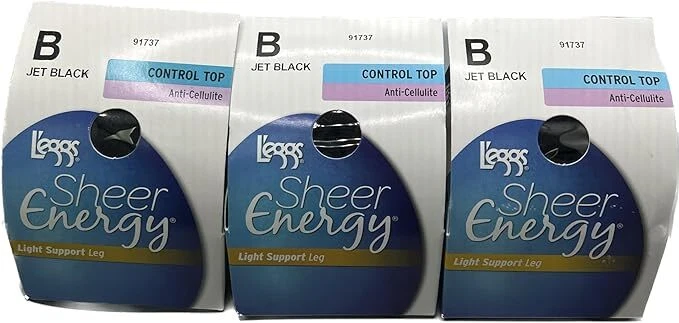 B
91737
JET BLACK
CONTROL TOP
Anti-Cellulite
L'eggs
Sheer
Energy®
Light Support Leg
B
91737
JET BLACK
CONTROL TOP
Anti-Cellulite
L'eggs
Sheer
Energy®
Light Support Leg
B
91737
JET BLACK
CONTROL TOP
Anti-Cellulite
L'eggs
Sheer
Energy®
Light Support Leg